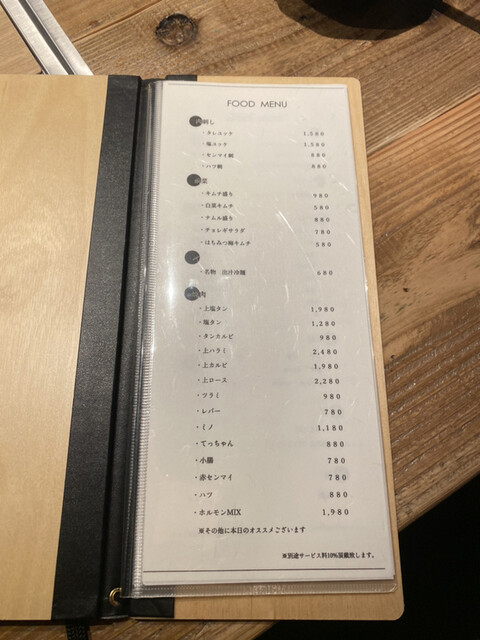 FOOD MENU
刺し
・タレユッケ 1,580
・塩ユッケ 1,580
・センマイ刺 880
・ハツ刺 880
菜
・キムチ盛り 980
・白菜キムチ 580
・ナムル盛り 880
・チョレギサラダ 780
・はちみつ梅キムチ 580
・名物 出汁冷麺 680
肉
・上塩タン 1,980
・塩タン 1,280
・タンカルビ 980
・上ハラミ 2,480
・上カルビ 1,980
・上ロース 2,280
・ツラミ 980
・レバー 780
・ミノ 1,180
・てっちゃん 880
・小腸 780
・赤センマイ 780
・ハツ 880
・ホルモンMIX 1,980
※その他に本日のオススメございます
※別途サービス料10%頂戴致します。